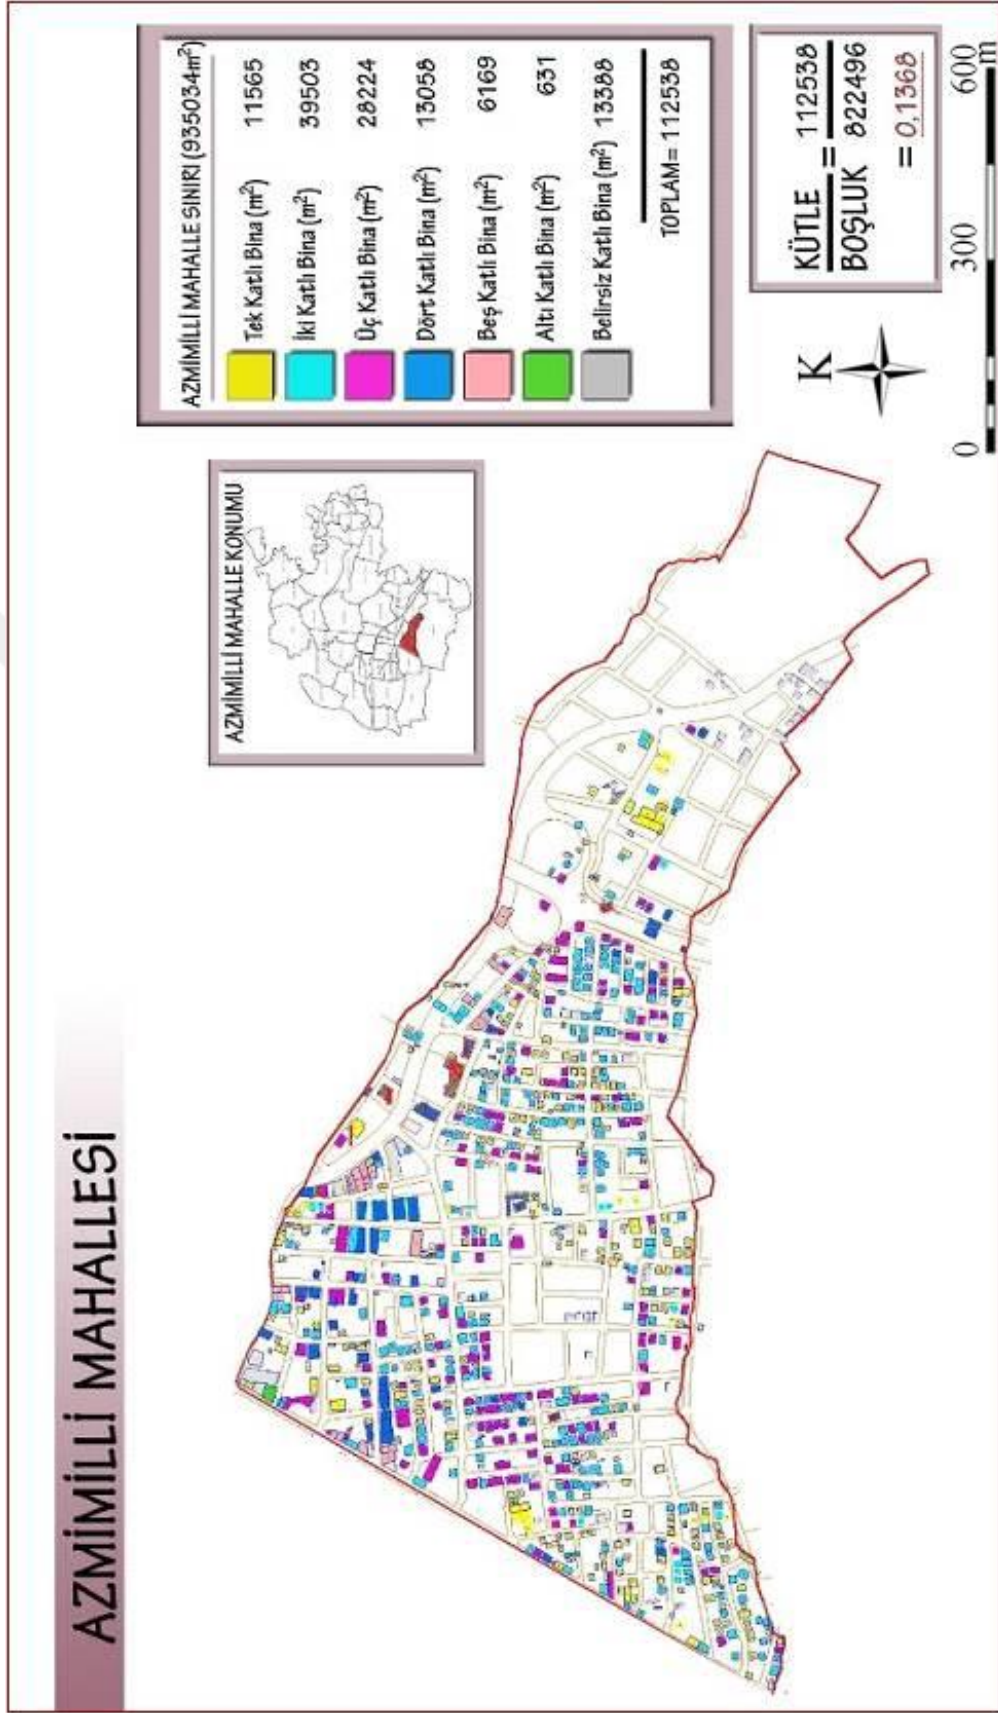 AZMİMİLLİ MAHALLESİ
AZMİMİLLİ MAHALLE KONUMU
AZMİMİLLİ MAHALLE SINIRI (935034m²)
Tek Katlı Bina (m²) 11565
İki Katlı Bina (m²) 39503
Üç Katlı Bina (m²) 28224
Dört Katlı Bina (m²) 13058
Beş Katlı Bina (m²) 6169
Altı Katlı Bina (m²) 631
Belirsiz Katlı Bina (m²) 13388
TOPLAM= 112538
K
KÜTLE = 112538
BOŞLUK 822496
= 0,1368
0 300 600
m